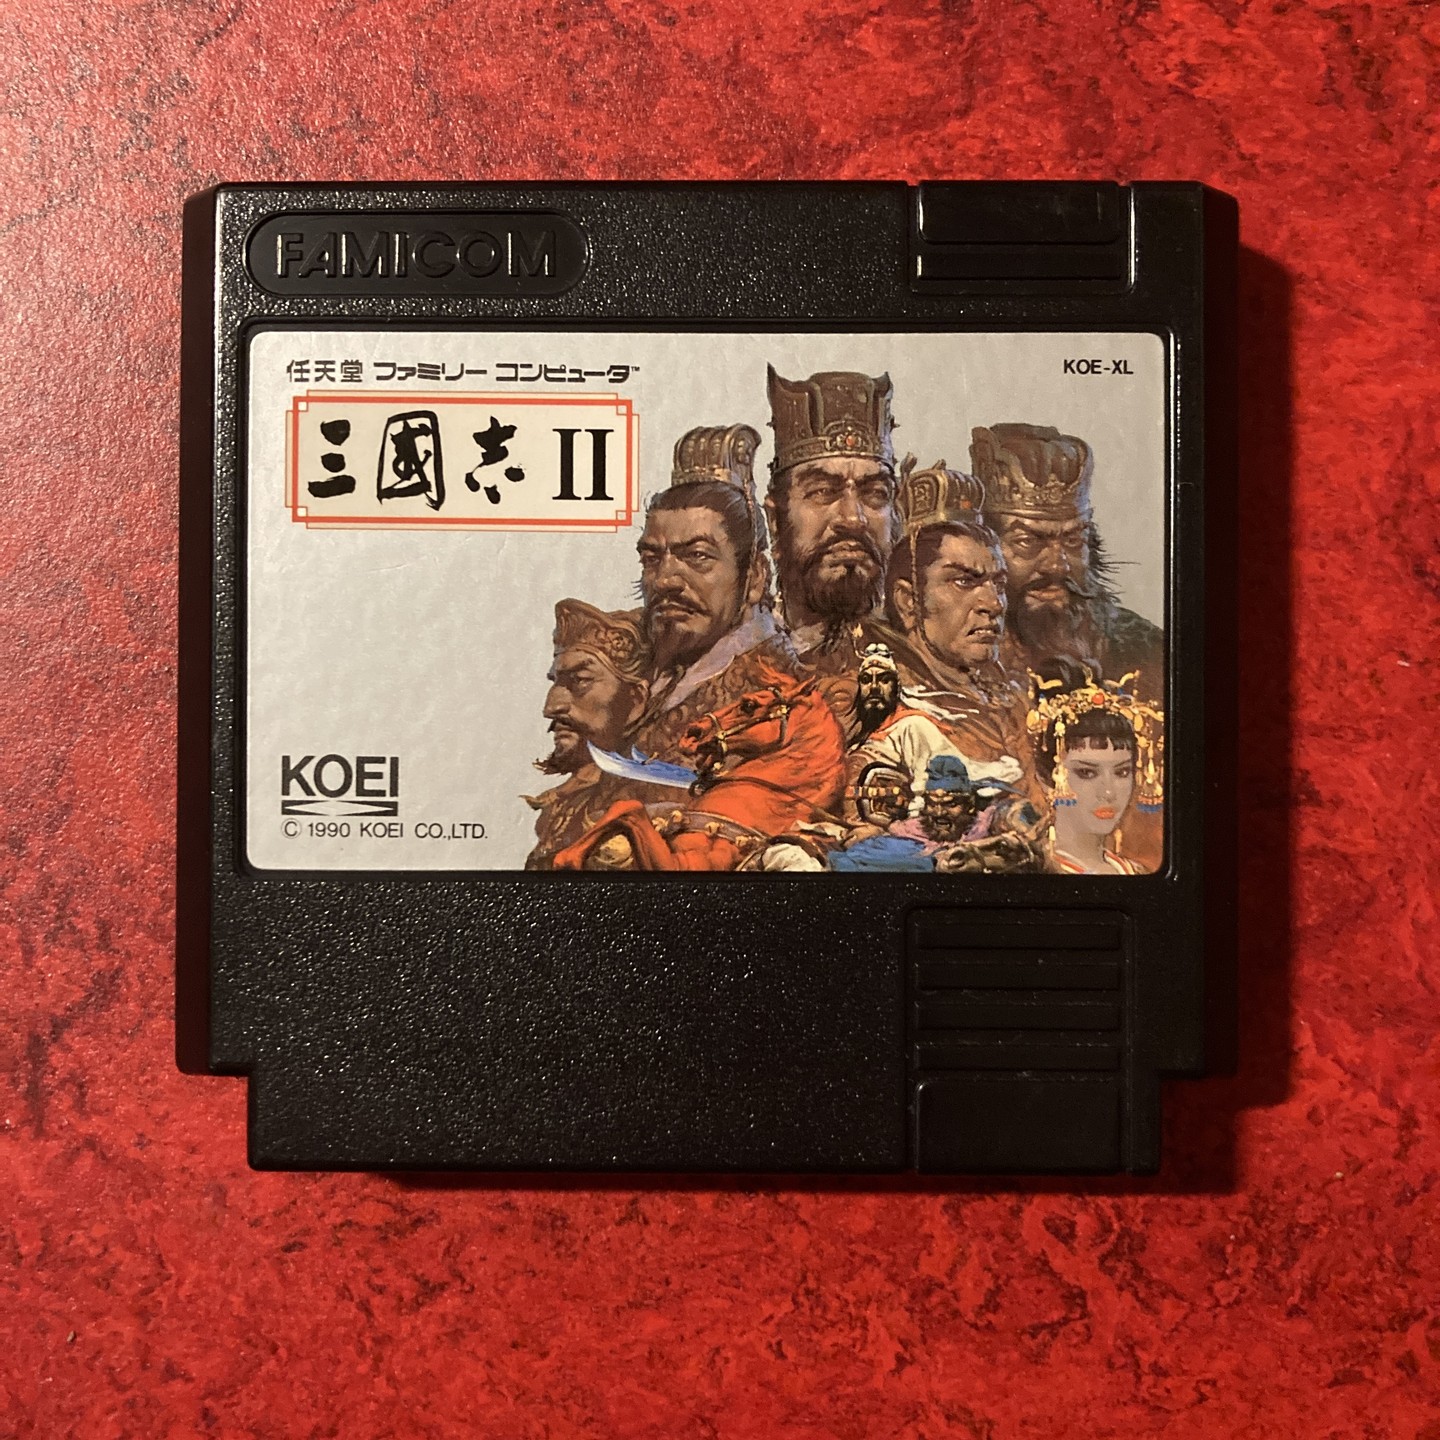 FAMICOM
任天堂 ファミリー コンピュータ™
KOE-XL
三國志 II
KOEI
© 1990 KOEI CO.,LTD.